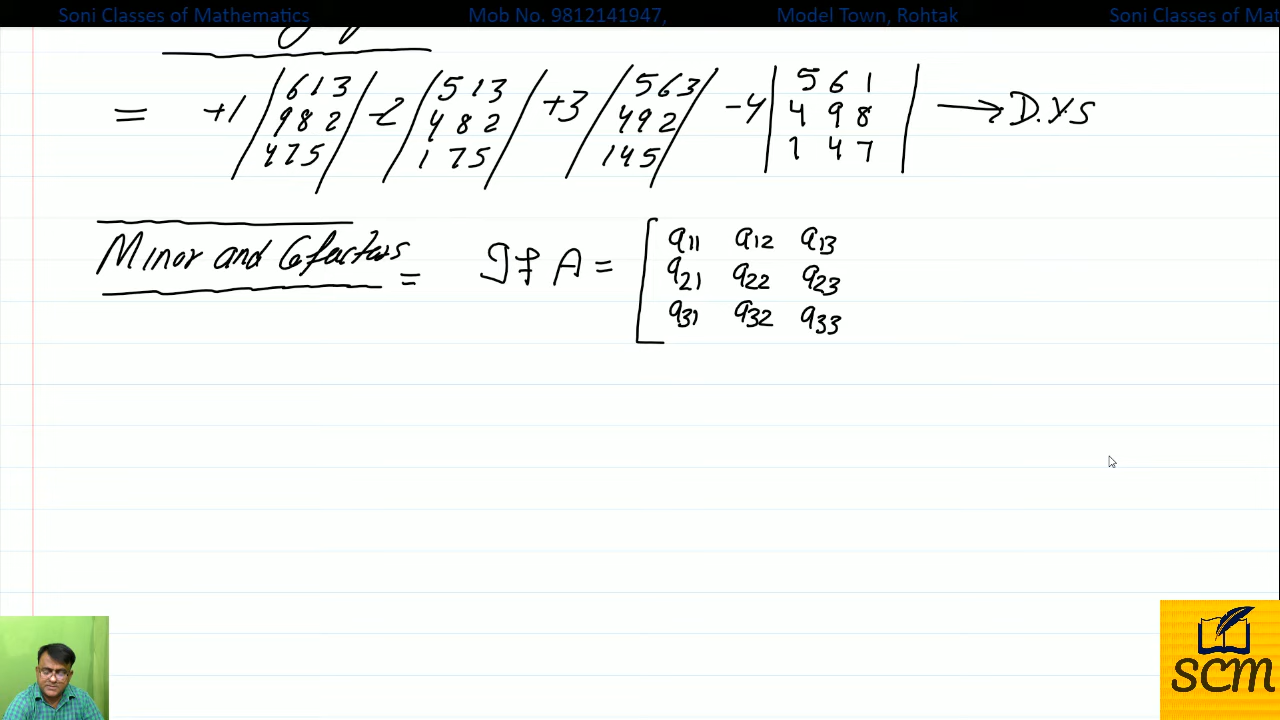 Soni Classes of Mathematics Mob No. 9812141947, Model Town, Rohtak Soni Classes of Mat
= +1 | 6 1 3 | -2 | 5 1 3 | +3 | 5 6 3 | -4 | 5 6 1 | → D.Y.S
9 8 2 4 8 2 4 9 2 4 9 8
4 7 5 1 7 5 1 4 5 1 4 7
Minor and Cofactors = If A = [ a11 a12 a13
a21 a22 a23
a31 a32 a33
SCM